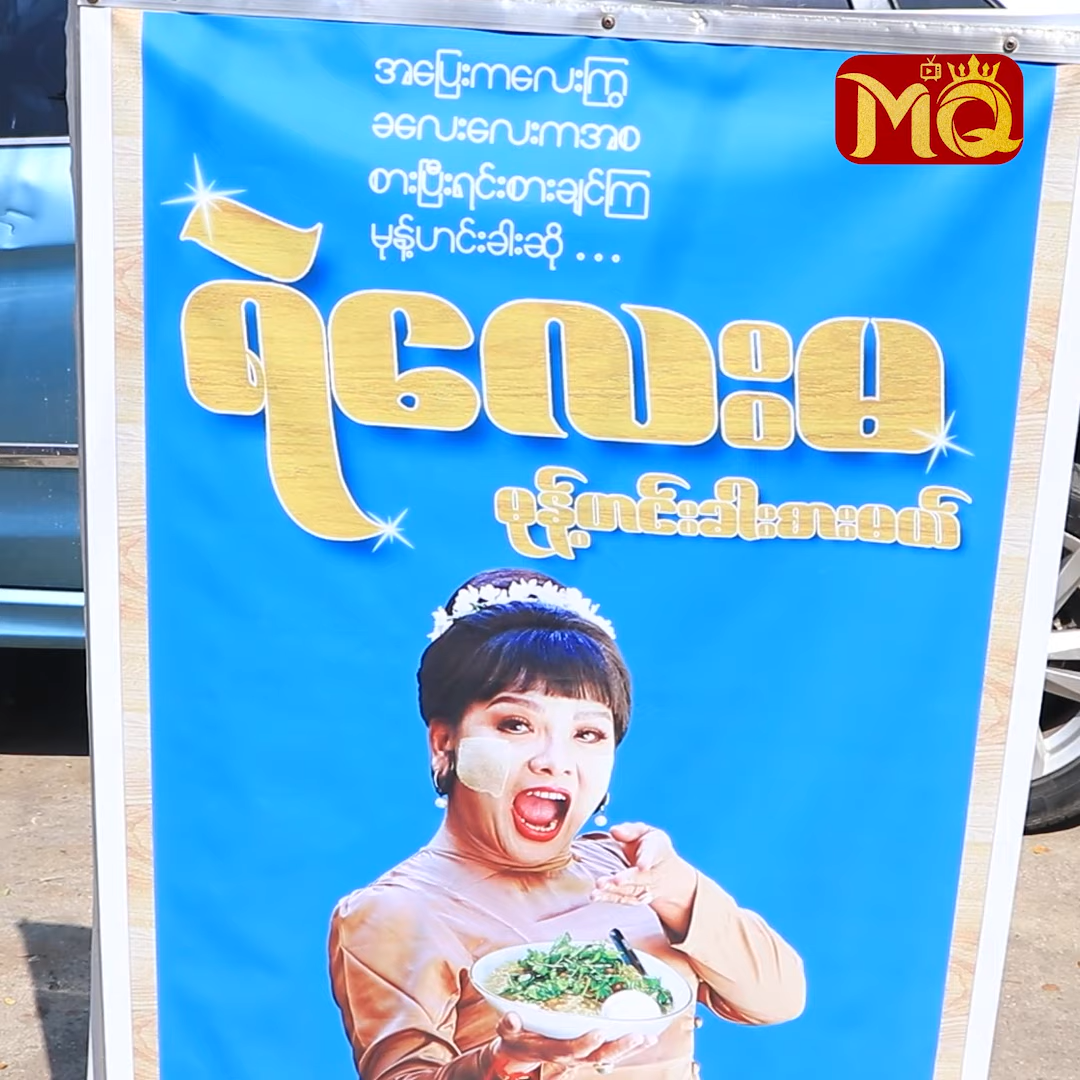 အပြေးကလေးကြွ
ခလေးလေးကအစ
စားပြီးရင်းစားချင်ကြ
မုန့်ဟင်းခါးဆို ...
ရဲလေးမ
မုန့်ဟင်းခါးစားမယ်
MQ